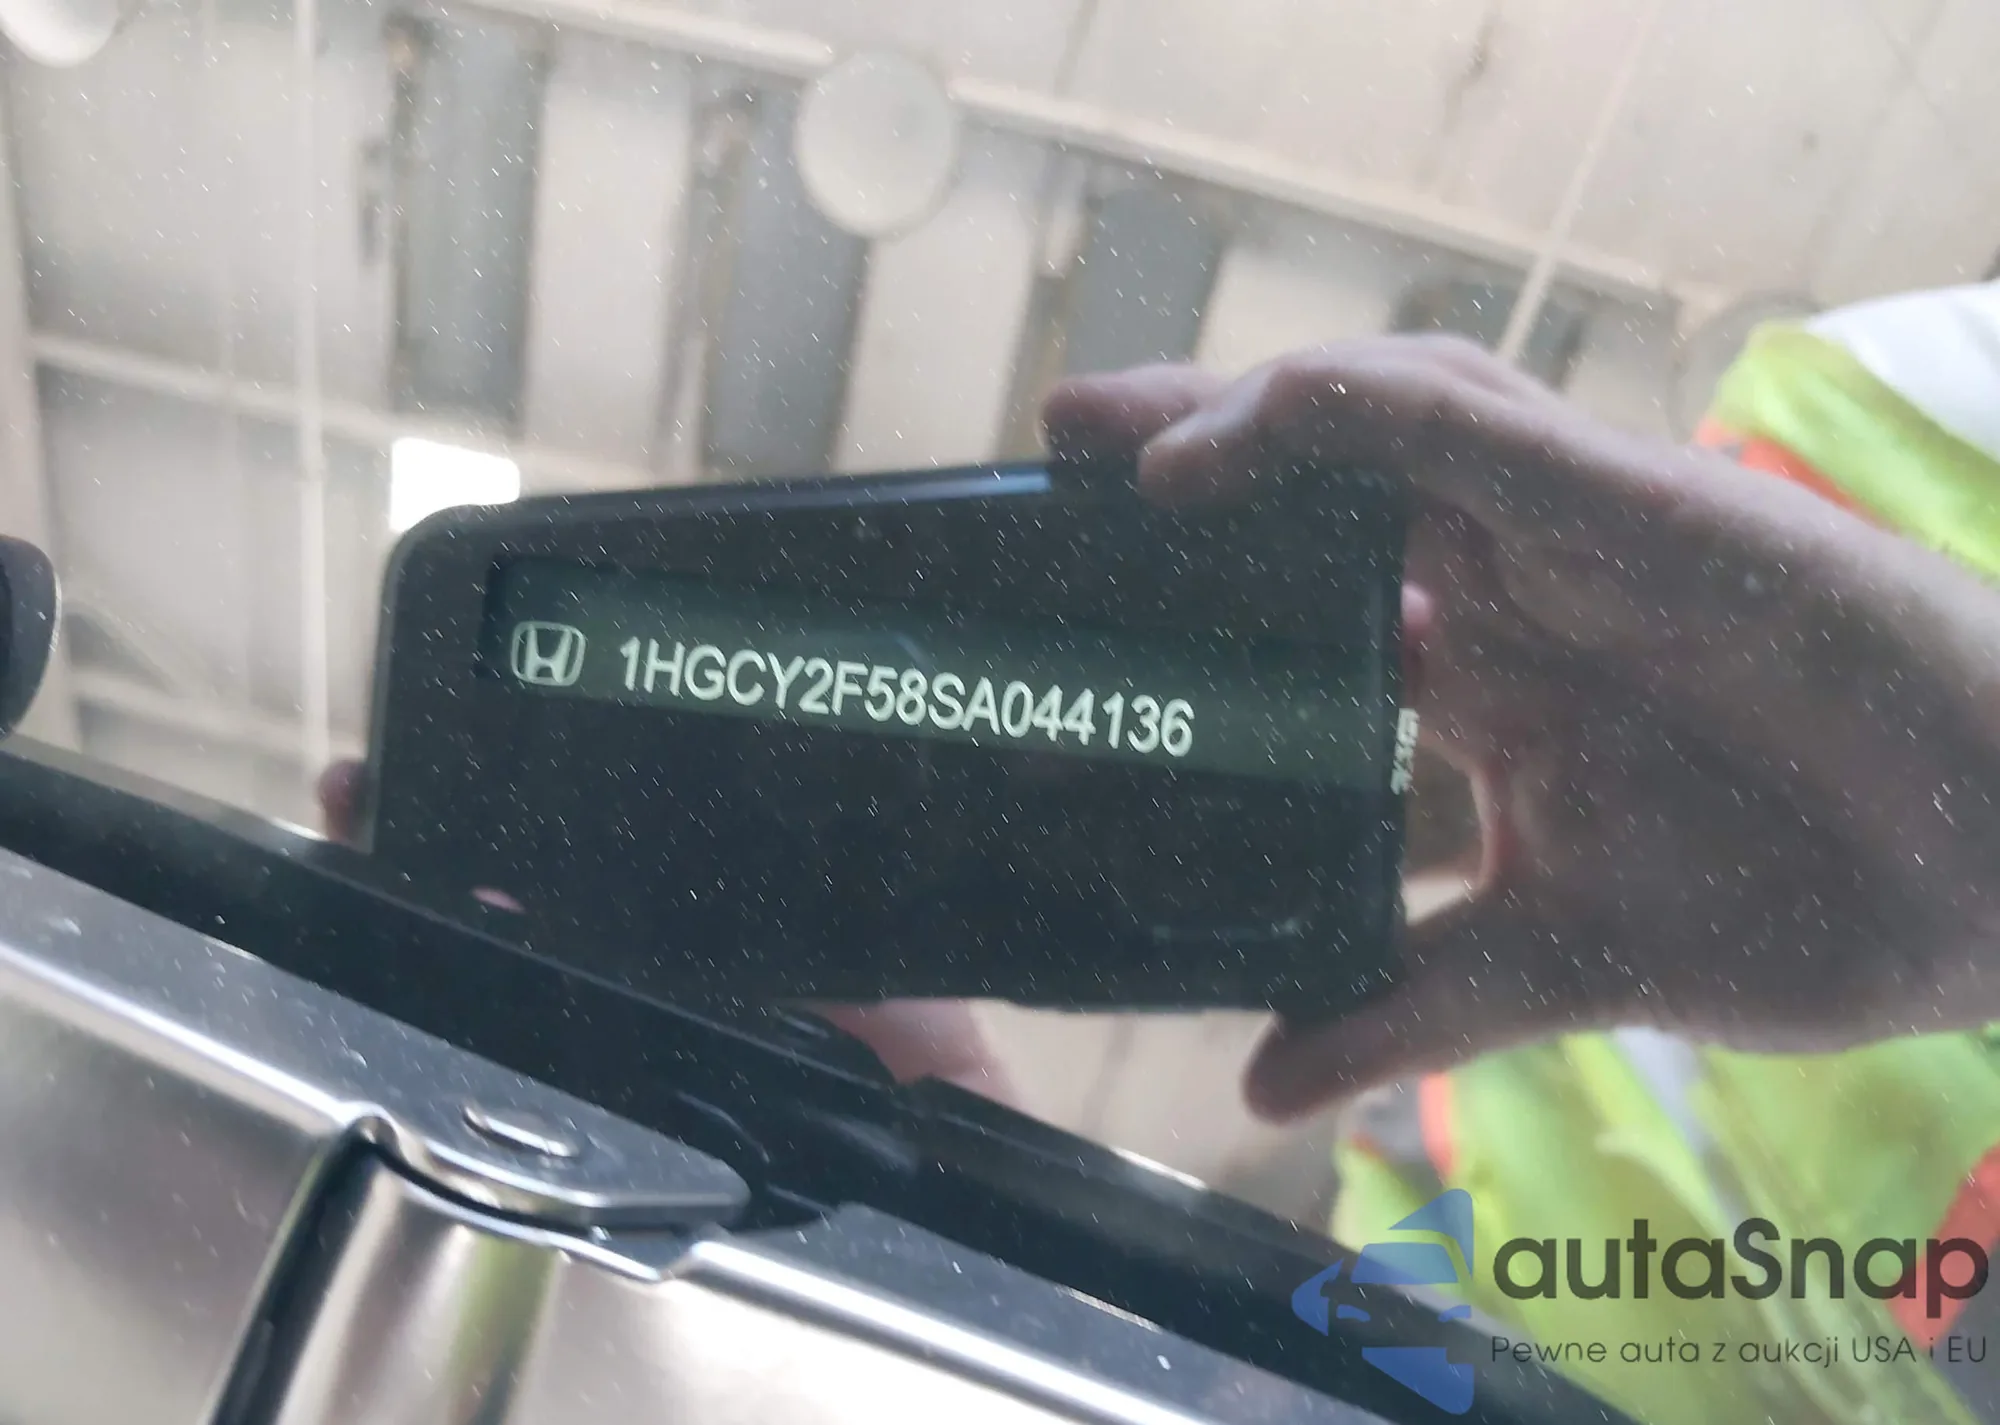 1HGCY2F58SA044136
autaSnap
Pewne auta z aukcji USA i EU